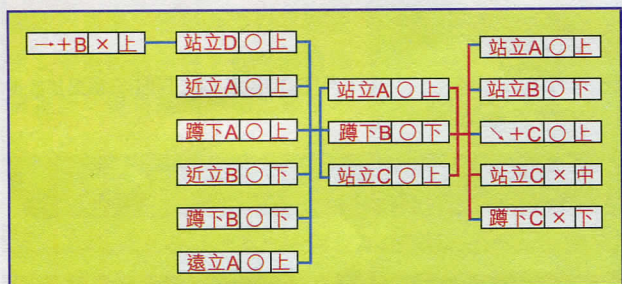 →+B × 上
站立D ○ 上
近立A ○ 上
蹲下A ○ 上
近立B ○ 下
蹲下B ○ 下
遠立A ○ 上
站立A ○ 上
蹲下B ○ 下
站立C ○ 上
站立A ○ 上
站立B ○ 下
↘+C ○ 上
站立C × 中
蹲下C × 下